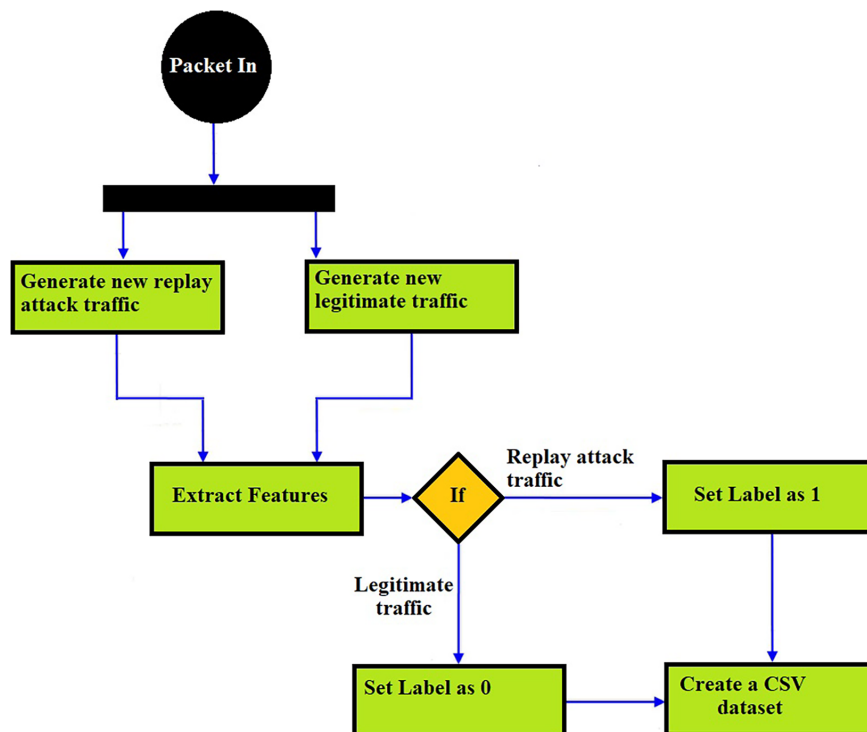 Packet In
Generate new replay
attack traffic
Generate new
legitimate traffic
Extract Features
If
Replay attack
traffic
Set Label as 1
Legitimate
traffic
Set Label as 0
Create a CSV
dataset